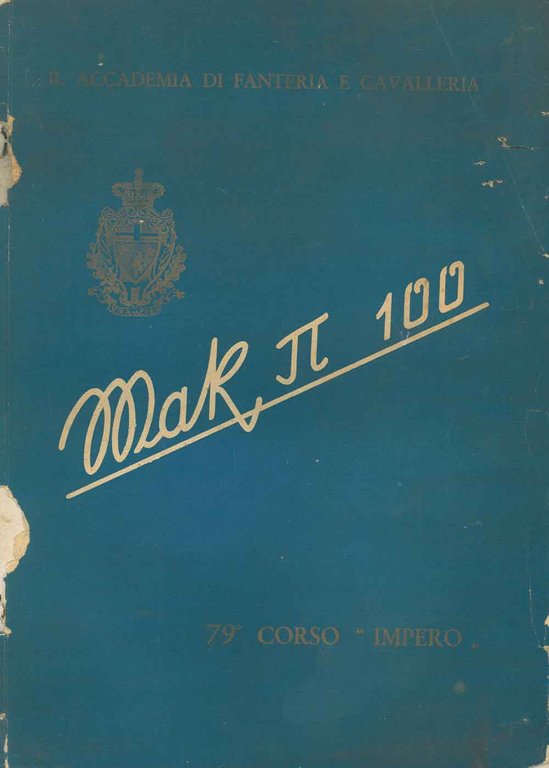 R. ACCADEMIA DI FANTERIA E CAVALLERIA
Mak π 100
79° CORSO " IMPERO „